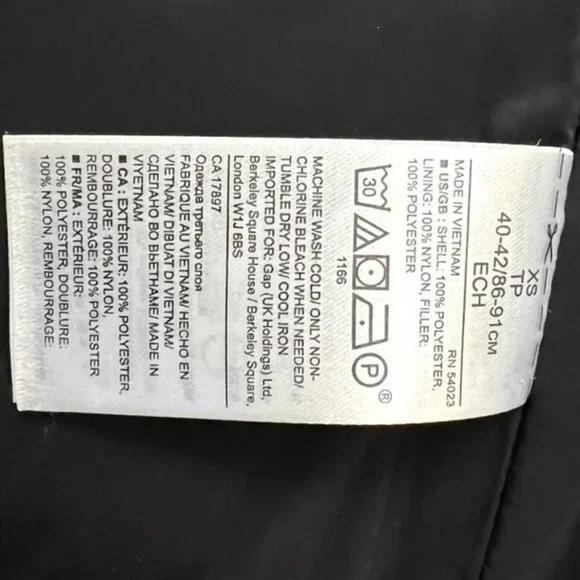 XS
TP
40-42/86-91CM
ECH
RN 54023
MADE IN VIETNAM
■ US/GB : SHELL: 100% POLYESTER,
LINING: 100% NYLON, FILLER:
100% POLYESTER
30
P
®
1166
MACHINE WASH COLD/ ONLY NON-
CHLORINE BLEACH WHEN NEEDED/
TUMBLE DRY LOW/ COOL IRON
IMPORTED FOR: Gap (UK Holdings) Ltd,
Berkeley Square House / Berkeley Square,
London W1J 6BS
CA 17897
Одежда третьего слоя
FABRIQUE AU VIETNAM/ HECHO EN
VIETNAM/ DIBUAT DI VIETNAM/
СДЕЛАНО ВО ВЬЕТНАМЕ/ MADE IN
VIYETNAM
■ CA : EXTÉRIEUR: 100% POLYESTER,
DOUBLURE: 100% NYLON,
REMBOURRAGE: 100% POLYESTER
■ FR/MA : EXTÉRIEUR:
100% POLYESTER, DOUBLURE:
100% NYLON, REMBOURRAGE: